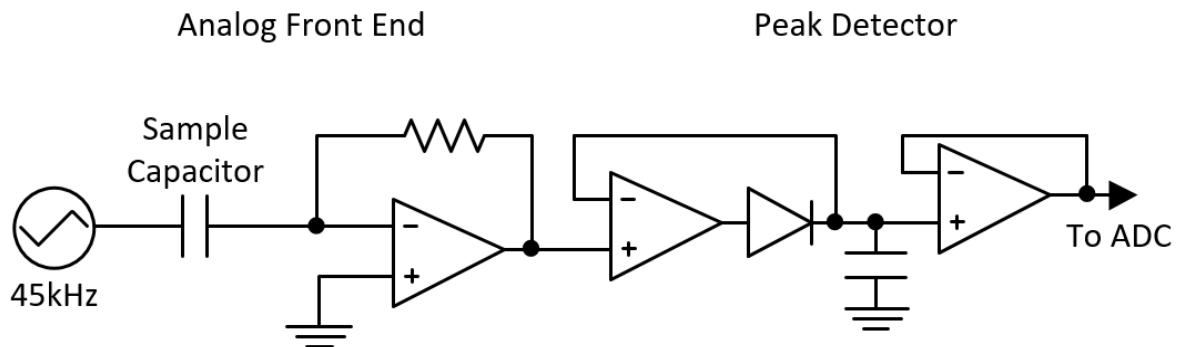 Analog Front End
Peak Detector
Sample
Capacitor
45kHz
-
+
-
+
-
+
To ADC